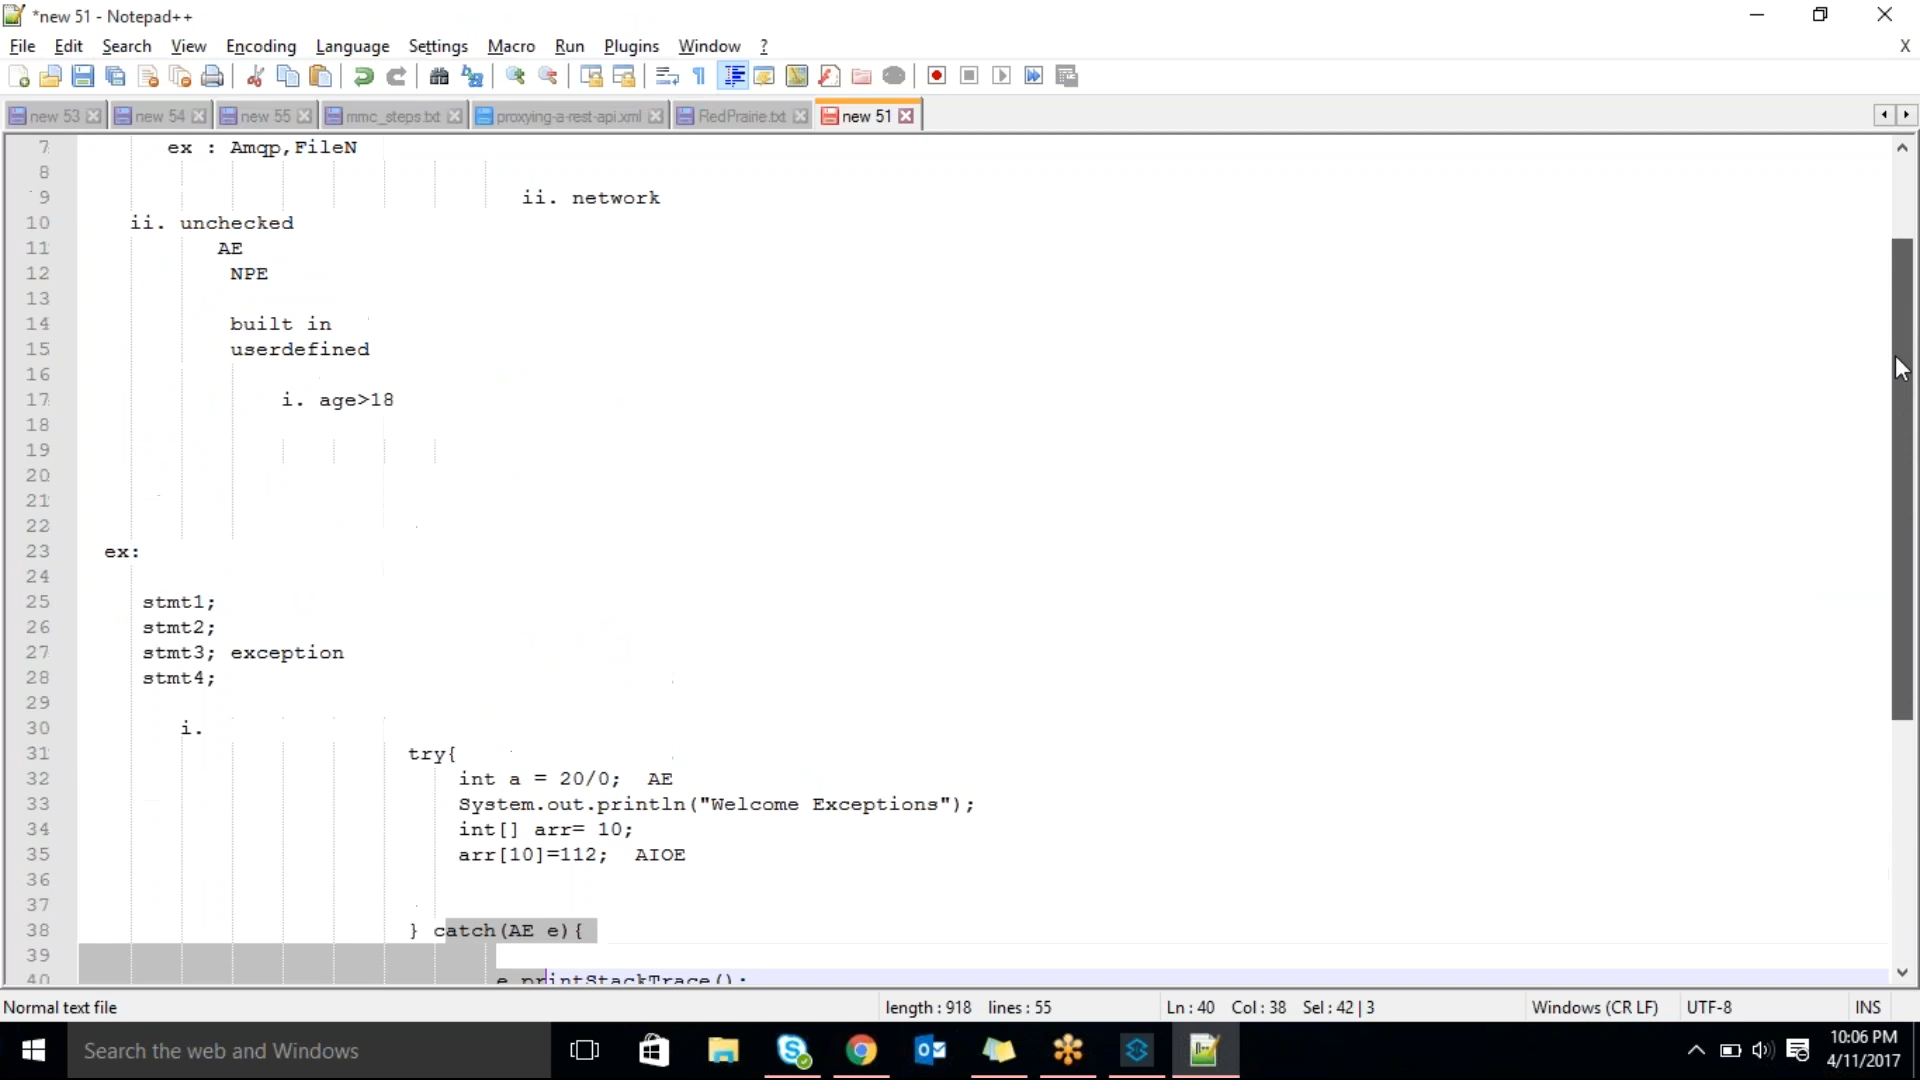 *new 51 - Notepad++
File Edit Search View Encoding Language Settings Macro Run Plugins Window ?
X
new 53 new 54 new 55 mmc_steps.txt proxying-a-rest-api.xml RedPrairie.txt new 51
7 ex : Amqp,FileN
8
9 ii. network
10 ii. unchecked
11 AE
12 NPE
13
14 built in
15 userdefined
16
17 i. age>18
18
19
20
21
22
23 ex:
24
25 stmt1;
26 stmt2;
27 stmt3; exception
28 stmt4;
29
30 i.
31 try{
32 int a = 20/0; AE
33 System.out.println("Welcome Exceptions");
34 int[] arr= 10;
35 arr[10]=112; AIOE
36
37
38 } catch(AE e){
39
40 e printStackTrace();
Normal text file length : 918 lines : 55 Ln : 40 Col : 38 Sel : 42 | 3 Windows (CR LF) UTF-8 INS
Search the web and Windows
10:06 PM
4/11/2017